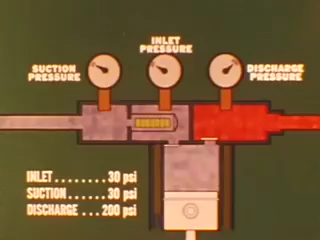 INLET
PRESSURE
SUCTION
PRESSURE
DISCHARGE
PRESSURE
INLET........30 psi
SUCTION......30 psi
DISCHARGE...200 psi